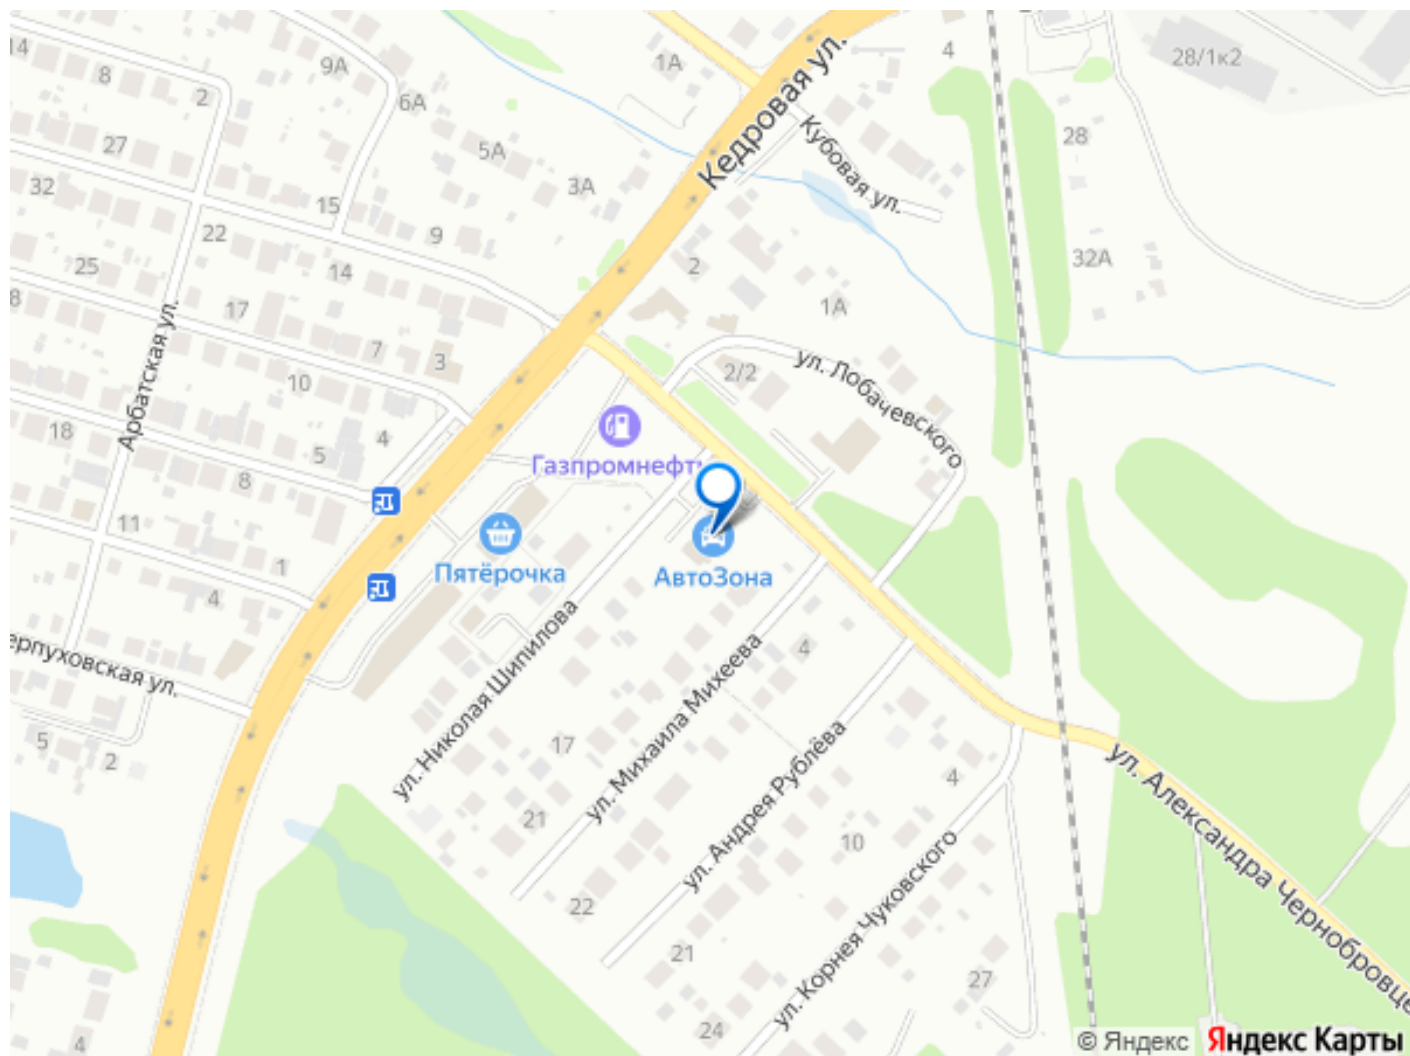 14
8
2
9А
6А
1А
Кедровая ул.
4
28/1к2
27
5А
3А
Кубовая ул.
28
32
15
22
9
2
32А
25
14
1А
8
17
7
3
Арбатская ул.
10
2/2
ул. Лобачевского
18
4
5
8
Газпромнефть
11
Пятёрочка
АвтоЗона
1
4
ерпуховская ул.
ул. Николая Шипилова
4
ул. Михаила Михеева
5
2
17
ул. Андрея Рублёва
4
ул. Александра Чернобровце
21
10
ул. Корнея Чуковского
22
21
27
24
4
© Яндекс
Яндекс Карты